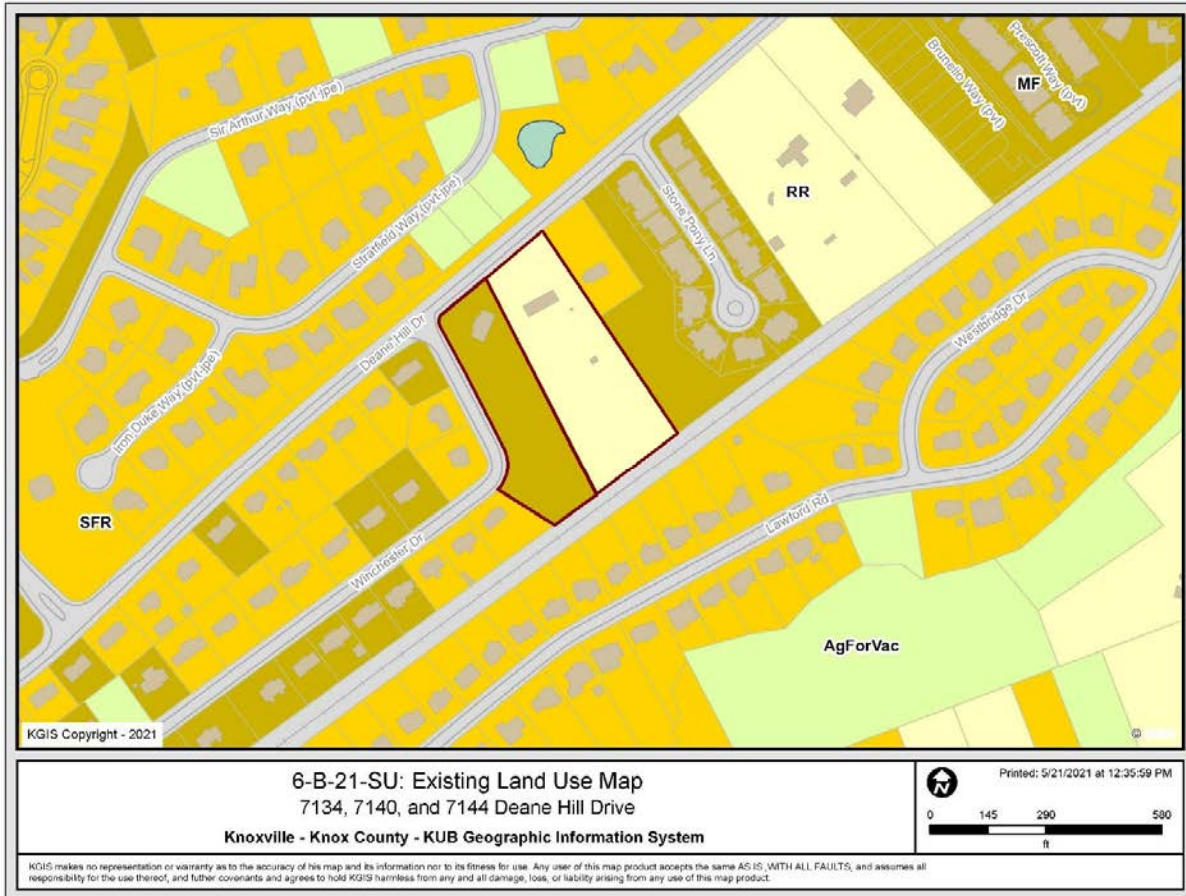 Sir Arthur Way (pvt-jpe)
Stratfield Way (pvt-jpe)
Iron Duke Way (pvt-jpe)
Deane Hill Dr
Winchester Dr
Stone Pony Ln
Brunello Way (pvt)
Prescott Way (pvt)
MF
RR
Westbridge Dr
Lawford Rd
SFR
AgForVac
KGIS Copyright - 2021
©
6-B-21-SU: Existing Land Use Map
7134, 7140, and 7144 Deane Hill Drive
Knoxville - Knox County - KUB Geographic Information System
N
Printed: 5/21/2021 at 12:35:59 PM
0 145 290 580
ft
KGIS makes no representation or warranty as to the accuracy of his map and its information nor to its fitness for use. Any user of this map product accepts the same AS IS ,WITH ALL FAULTS, and assumes all
responsibility for the use thereof, and futher covenants and agrees to hold KGIS harmless from any and all damage, loss, or liability arising from any use of this map product.